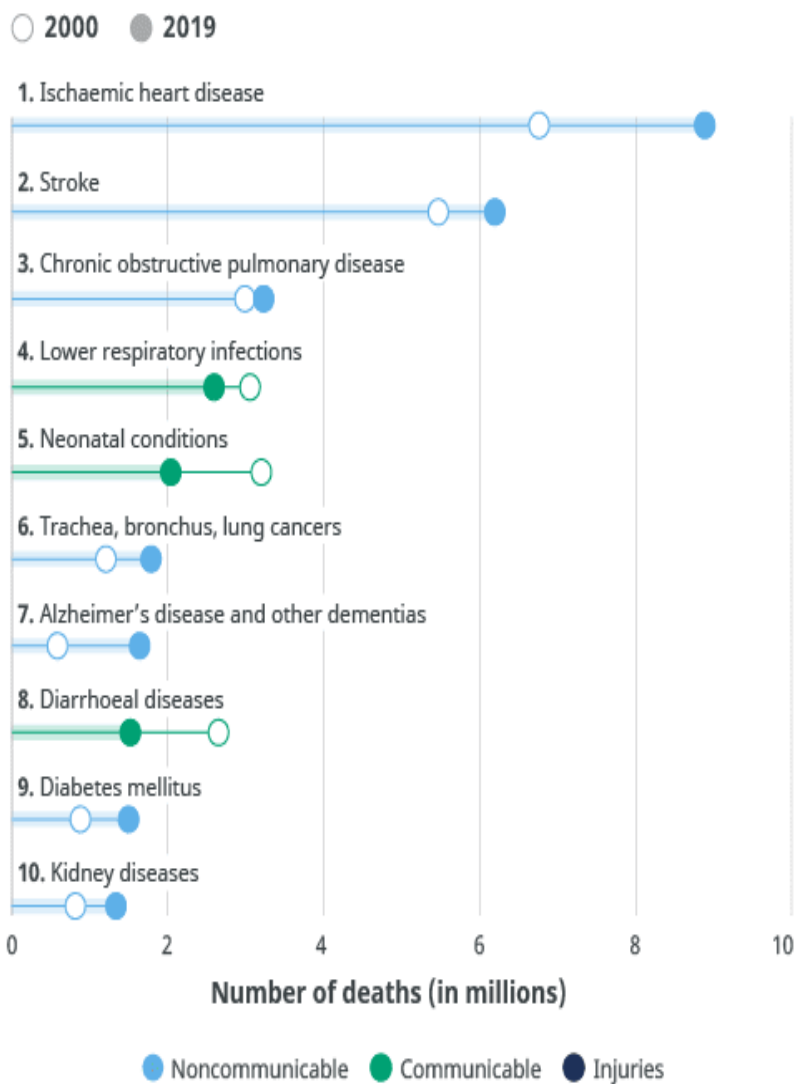 2000 2019
1. Ischaemic heart disease
2. Stroke
3. Chronic obstructive pulmonary disease
4. Lower respiratory infections
5. Neonatal conditions
6. Trachea, bronchus, lung cancers
7. Alzheimer’s disease and other dementias
8. Diarrhoeal diseases
9. Diabetes mellitus
10. Kidney diseases
0 2 4 6 8 10
Number of deaths (in millions)
Noncommunicable Communicable Injuries